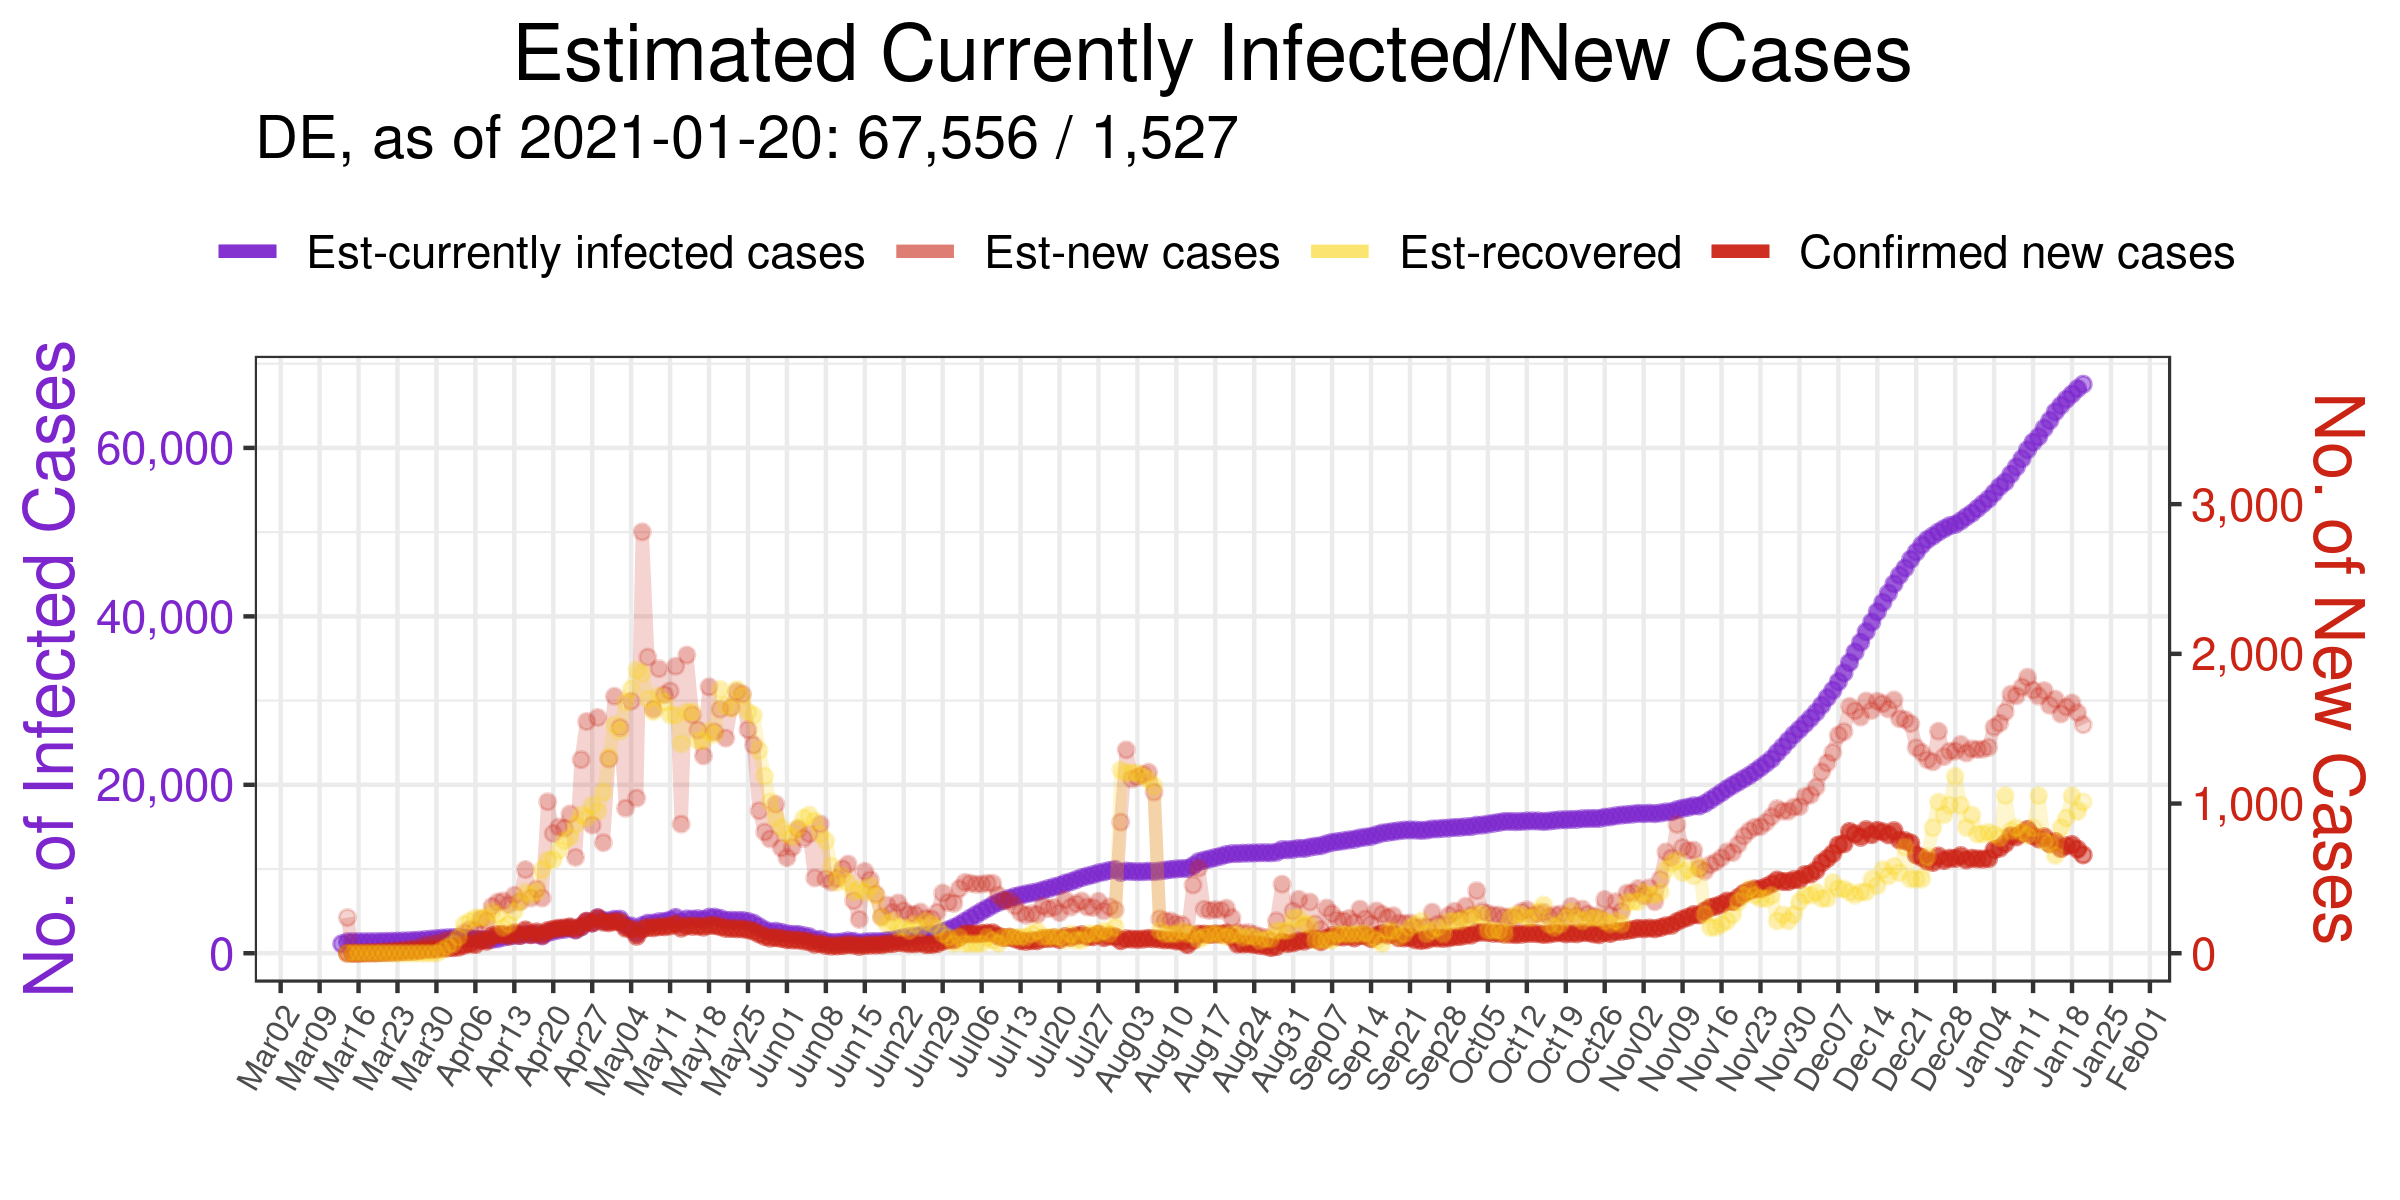 Estimated Currently Infected/New Cases
DE, as of 2021-01-20: 67,556 / 1,527
Est-currently infected cases Est-new cases Est-recovered Confirmed new cases
No. of Infected Cases
60,000
40,000
20,000
0
3,000
2,000
1,000
0
No. of New Cases
Mar02 Mar09 Mar16 Mar23 Mar30 Apr06 Apr13 Apr20 Apr27 May04 May11 May18 May25 Jun01 Jun08 Jun15 Jun22 Jun29 Jul06 Jul13 Jul20 Jul27 Aug03 Aug10 Aug17 Aug24 Aug31 Sep07 Sep14 Sep21 Sep28 Oct05 Oct12 Oct19 Oct26 Nov02 Nov09 Nov16 Nov23 Nov30 Dec07 Dec14 Dec21 Dec28 Jan04 Jan11 Jan18 Jan25 Feb01